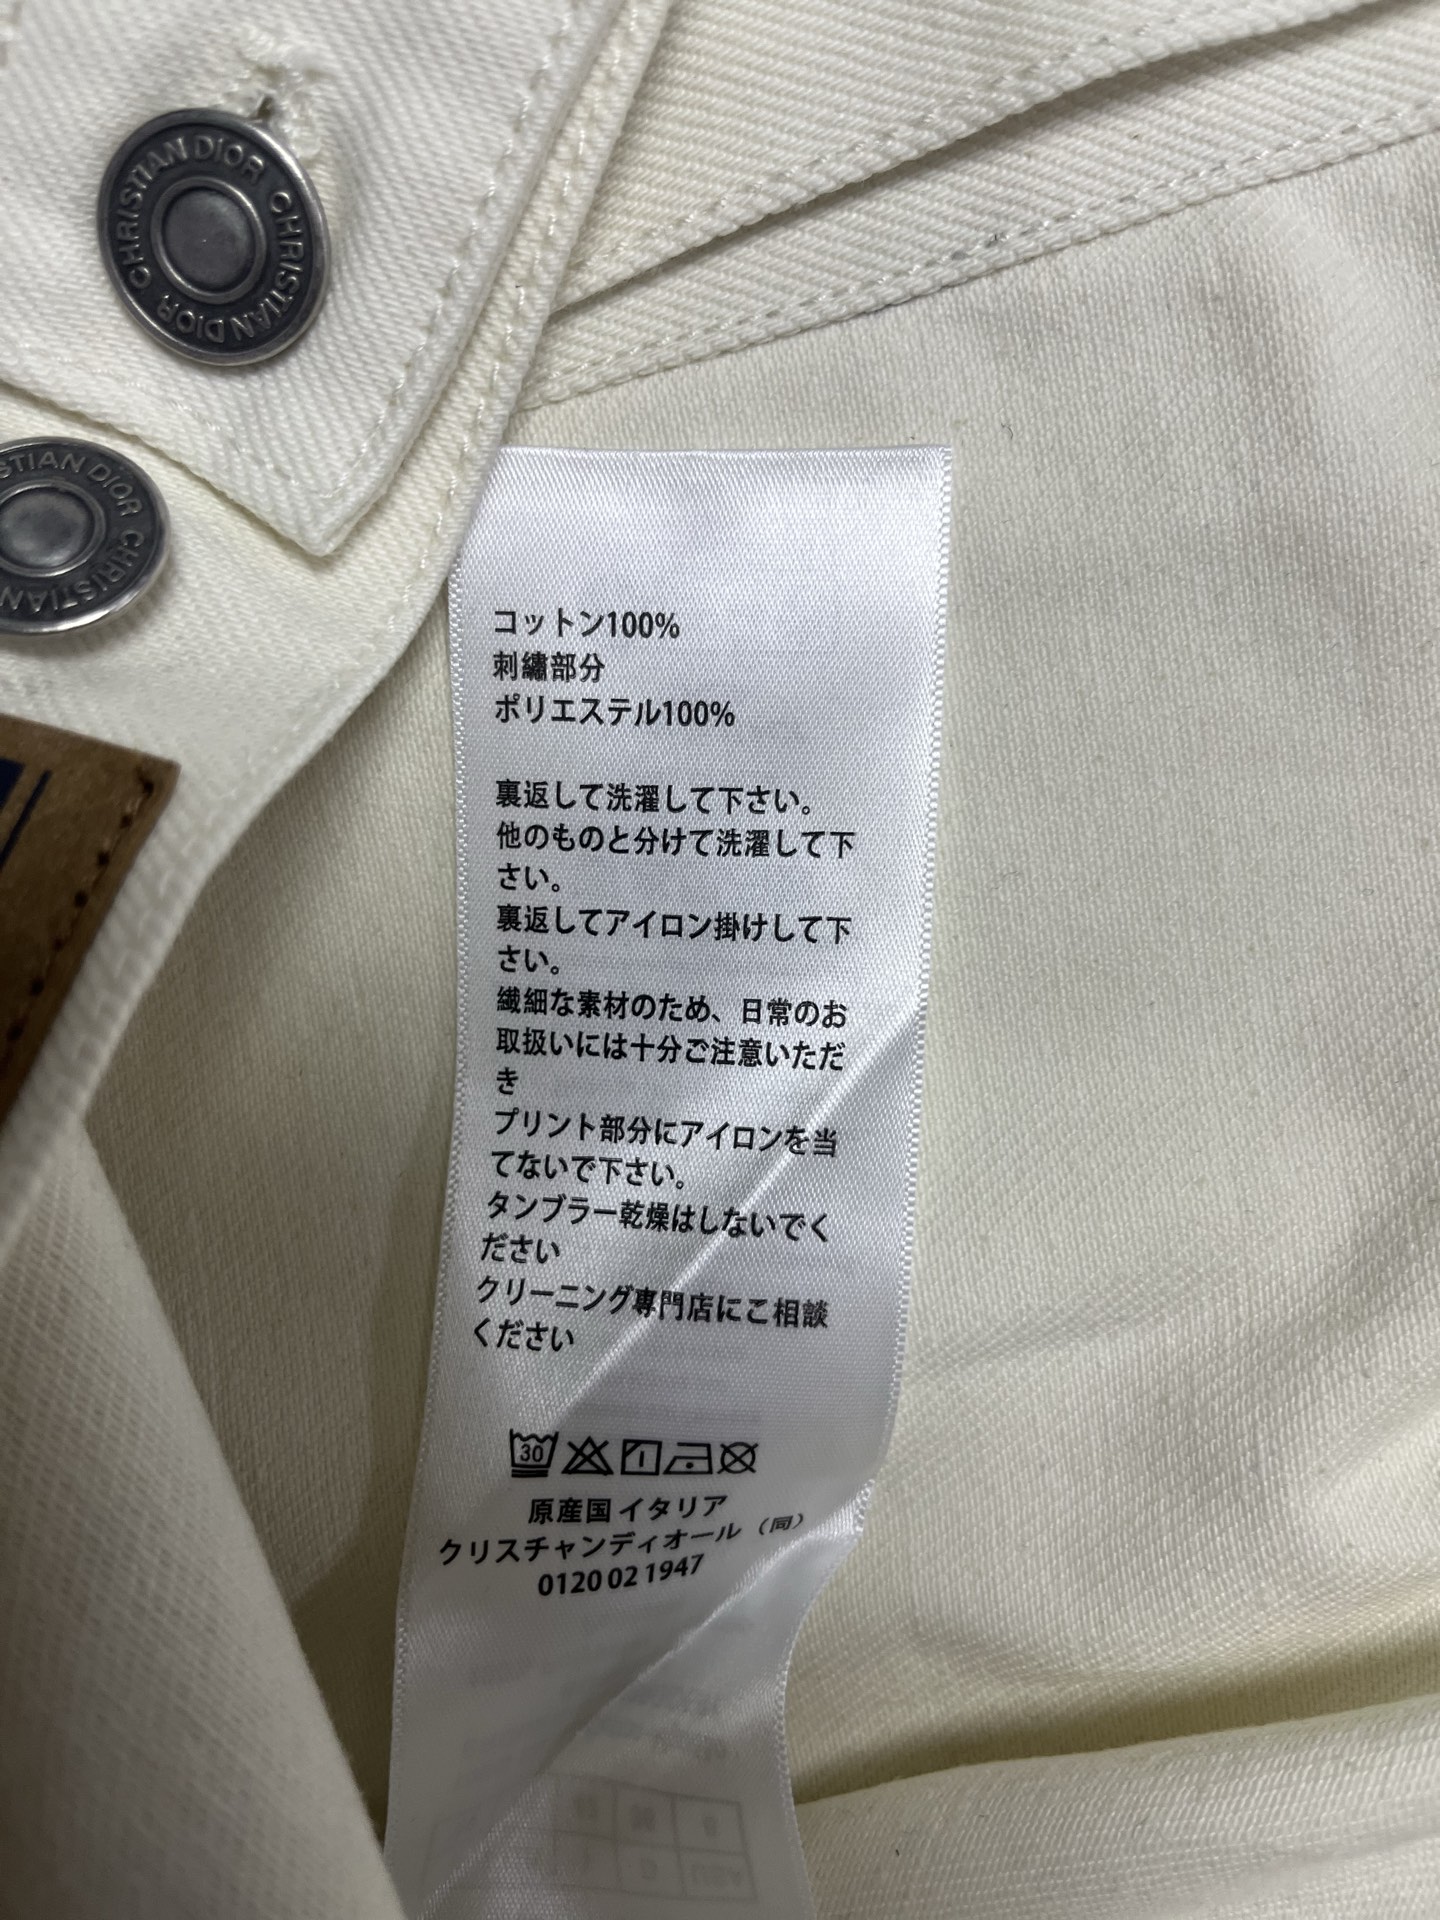 CHRISTIAN DIOR CHRISTIAN DIOR
STIAN DIOR CHRISTIAN
コットン100%
刺繡部分
ポリエステル100%
裏返して洗濯して下さい。
他のものと分けて洗濯して下
さい。
裏返してアイロン掛けして下
さい。
繊細な素材のため、日常のお
取扱いには十分ご注意いただ
き
プリント部分にアイロンを当
てないで下さい。
タンブラー乾燥はしないでく
ださい
クリーニング専門店にご相談
ください
30
原産国 イタリア
クリスチャンディオール (同)
0120 02 1947